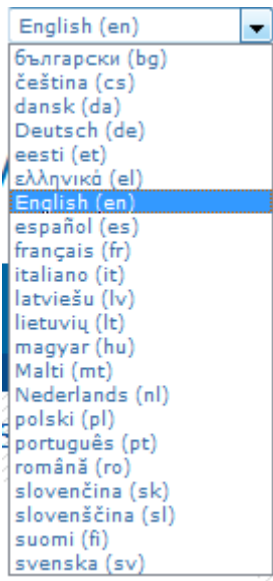 English (en)
български (bg)
čeština (cs)
dansk (da)
Deutsch (de)
eesti (et)
ελληνικά (el)
English (en)
español (es)
français (fr)
italiano (it)
latviešu (lv)
lietuvių (lt)
magyar (hu)
Malti (mt)
Nederlands (nl)
polski (pl)
português (pt)
română (ro)
slovenčina (sk)
slovenščina (sl)
suomi (fi)
svenska (sv)